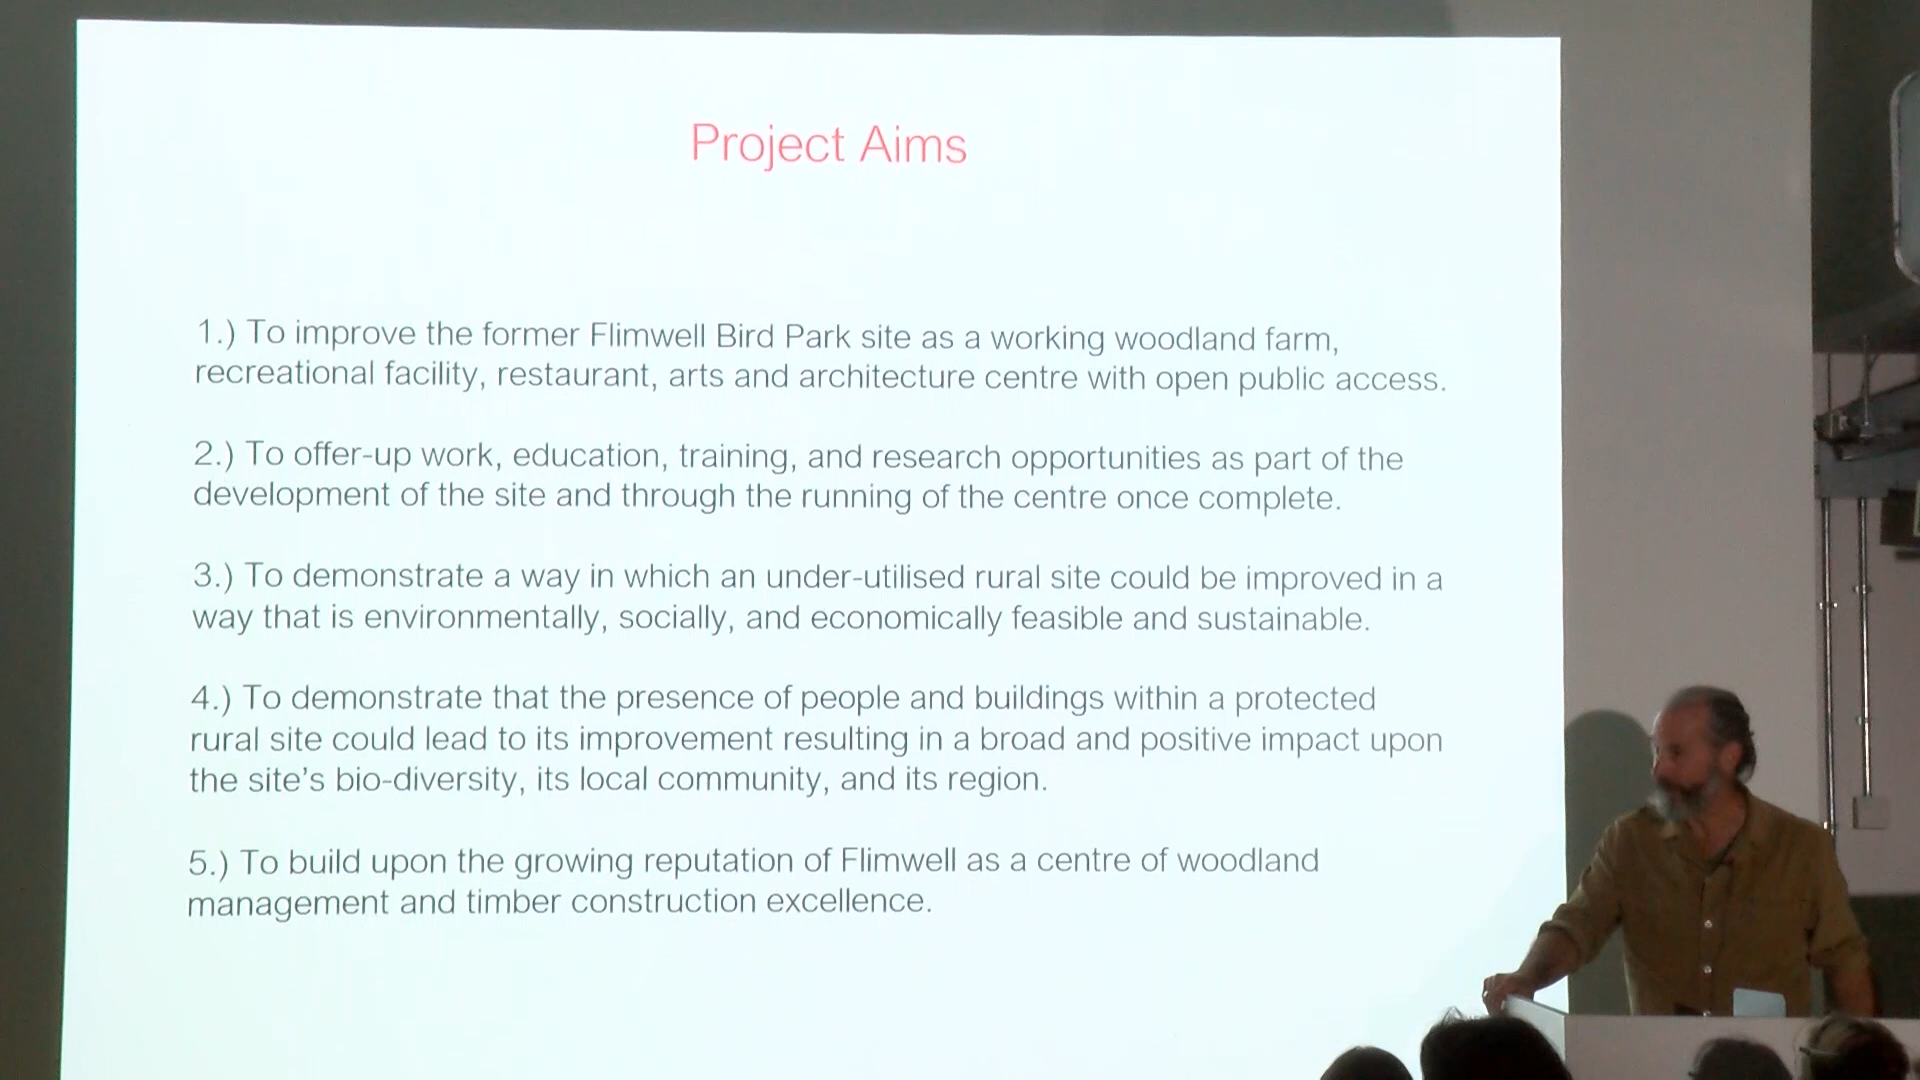 Project Aims
1.) To improve the former Flimwell Bird Park site as a working woodland farm,
recreational facility, restaurant, arts and architecture centre with open public access.
2.) To offer-up work, education, training, and research opportunities as part of the
development of the site and through the running of the centre once complete.
3.) To demonstrate a way in which an under-utilised rural site could be improved in a
way that is environmentally, socially, and economically feasible and sustainable.
4.) To demonstrate that the presence of people and buildings within a protected
rural site could lead to its improvement resulting in a broad and positive impact upon
the site’s bio-diversity, its local community, and its region.
5.) To build upon the growing reputation of Flimwell as a centre of woodland
management and timber construction excellence.